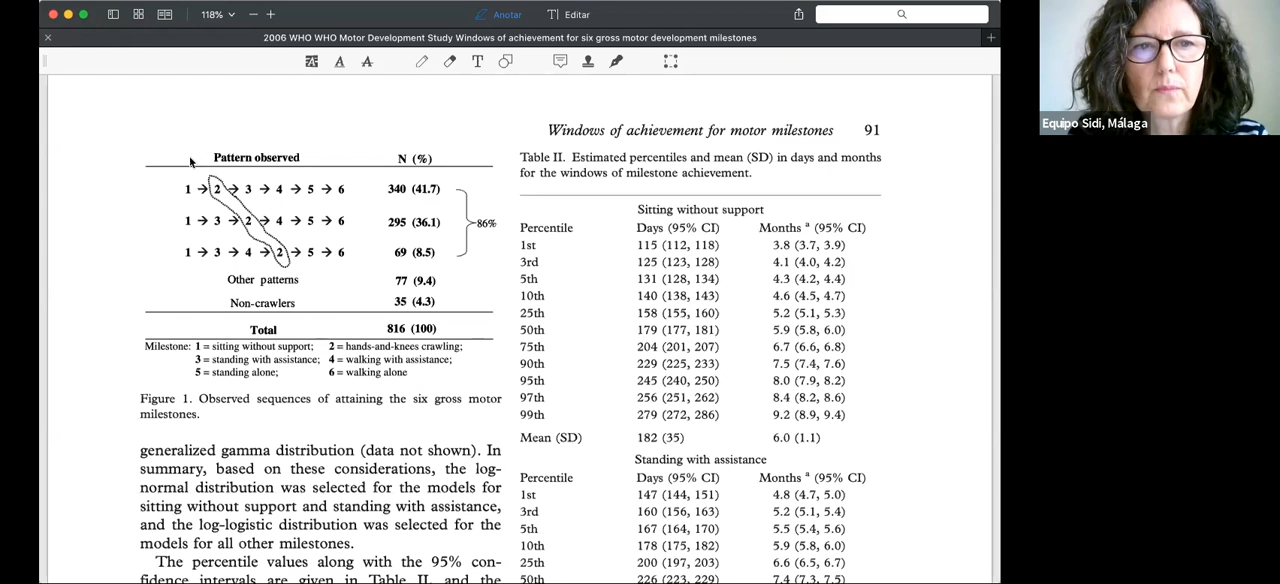 118%
Anotar
Editar
2006 WHO WHO Motor Development Study Windows of achievement for six gross motor development milestones
Equipo Sidi, Málaga
Windows of achievement for motor milestones 91
Pattern observed N (%)
1 → 2 → 3 → 4 → 5 → 6 340 (41.7)
1 → 3 → 2 → 4 → 5 → 6 295 (36.1)
86%
1 → 3 → 4 → 2 → 5 → 6 69 (8.5)
Other patterns 77 (9.4)
Non-crawlers 35 (4.3)
Total 816 (100)
Milestone: 1 = sitting without support; 2 = hands-and-knees crawling;
3 = standing with assistance; 4 = walking with assistance;
5 = standing alone; 6 = walking alone
Figure 1. Observed sequences of attaining the six gross motor
milestones.
generalized gamma distribution (data not shown). In
summary, based on these considerations, the log-
normal distribution was selected for the models for
sitting without support and standing with assistance,
and the log-logistic distribution was selected for the
models for all other milestones.
The percentile values along with the 95% con-
fidence intervals are given in Table II, and the
Table II. Estimated percentiles and mean (SD) in days and months
for the windows of milestone achievement.
Sitting without support
Percentile Days (95% CI) Months a (95% CI)
1st 115 (112, 118) 3.8 (3.7, 3.9)
3rd 125 (123, 128) 4.1 (4.0, 4.2)
5th 131 (128, 134) 4.3 (4.2, 4.4)
10th 140 (138, 143) 4.6 (4.5, 4.7)
25th 158 (155, 160) 5.2 (5.1, 5.3)
50th 179 (177, 181) 5.9 (5.8, 6.0)
75th 204 (201, 207) 6.7 (6.6, 6.8)
90th 229 (225, 233) 7.5 (7.4, 7.6)
95th 245 (240, 250) 8.0 (7.9, 8.2)
97th 256 (251, 262) 8.4 (8.2, 8.6)
99th 279 (272, 286) 9.2 (8.9, 9.4)
Mean (SD) 182 (35) 6.0 (1.1)
Standing with assistance
Percentile Days (95% CI) Months a (95% CI)
1st 147 (144, 151) 4.8 (4.7, 5.0)
3rd 160 (156, 163) 5.2 (5.1, 5.4)
5th 167 (164, 170) 5.5 (5.4, 5.6)
10th 178 (175, 182) 5.9 (5.8, 6.0)
25th 200 (197, 203) 6.6 (6.5, 6.7)
50th 226 (223, 229) 7.4 (7.3, 7.5)